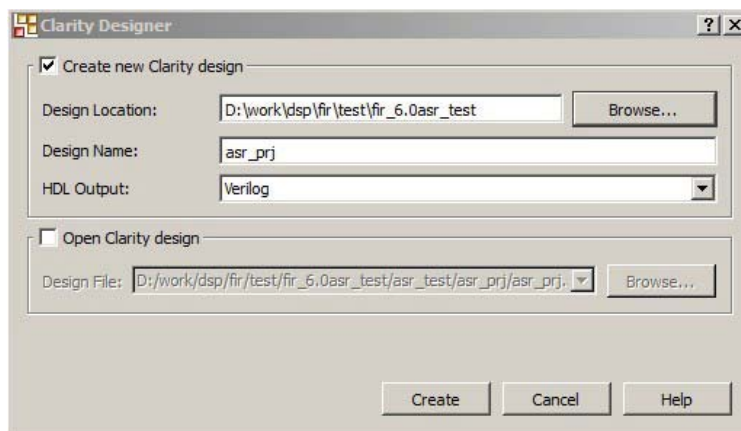 Clarity Designer
Create new Clarity design
Design Location: D:\work\dsp\fir\test\fir_6.0asr_test Browse...
Design Name: asr_prj
HDL Output: Verilog
Open Clarity design
Design File: D:/work/dsp/fir/test/fir_6.0asr_test/asr_test/asr_prj/asr_prj. Browse...
Create Cancel Help